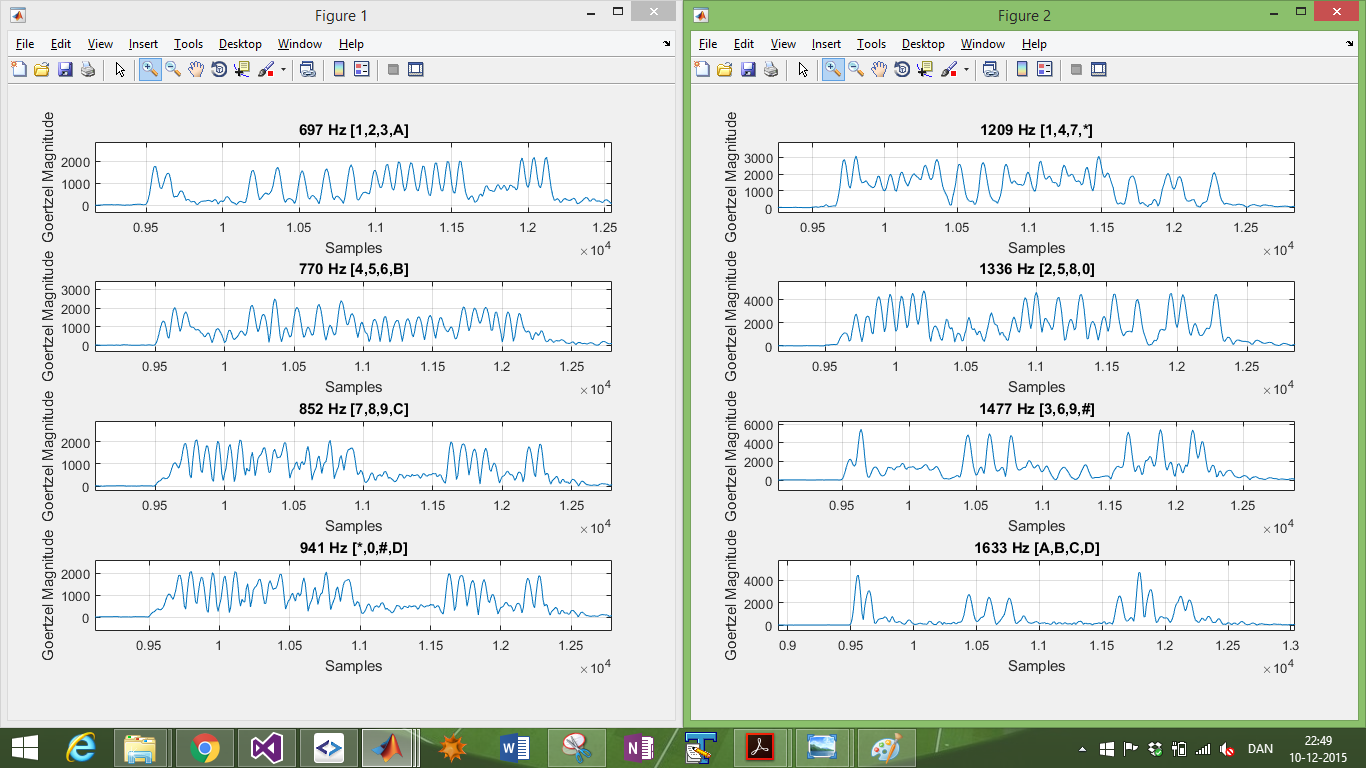 Figure 1
File Edit View Insert Tools Desktop Window Help
697 Hz [1,2,3,A]
Goertzel Magnitude
2000
1000
0
0.95 1 1.05 1.1 1.15 1.2 1.25
Samples
×10^4
770 Hz [4,5,6,B]
Goertzel Magnitude
3000
2000
1000
0
0.95 1 1.05 1.1 1.15 1.2 1.25
Samples
×10^4
852 Hz [7,8,9,C]
Goertzel Magnitude
2000
1000
0
0.95 1 1.05 1.1 1.15 1.2 1.25
Samples
×10^4
941 Hz [*,0,#,D]
Goertzel Magnitude
2000
1000
0
0.95 1 1.05 1.1 1.15 1.2 1.25
Samples
×10^4
Figure 2
File Edit View Insert Tools Desktop Window Help
1209 Hz [1,4,7,*]
Goertzel Magnitude
3000
2000
1000
0
0.95 1 1.05 1.1 1.15 1.2 1.25
Samples
×10^4
1336 Hz [2,5,8,0]
Goertzel Magnitude
4000
2000
0
0.95 1 1.05 1.1 1.15 1.2 1.25
Samples
×10^4
1477 Hz [3,6,9,#]
Goertzel Magnitude
6000
4000
2000
0
0.95 1 1.05 1.1 1.15 1.2 1.25
Samples
×10^4
1633 Hz [A,B,C,D]
Goertzel Magnitude
4000
2000
0
0.9 0.95 1 1.05 1.1 1.15 1.2 1.25 1.3
Samples
×10^4
DAN
22:49
10-12-2015